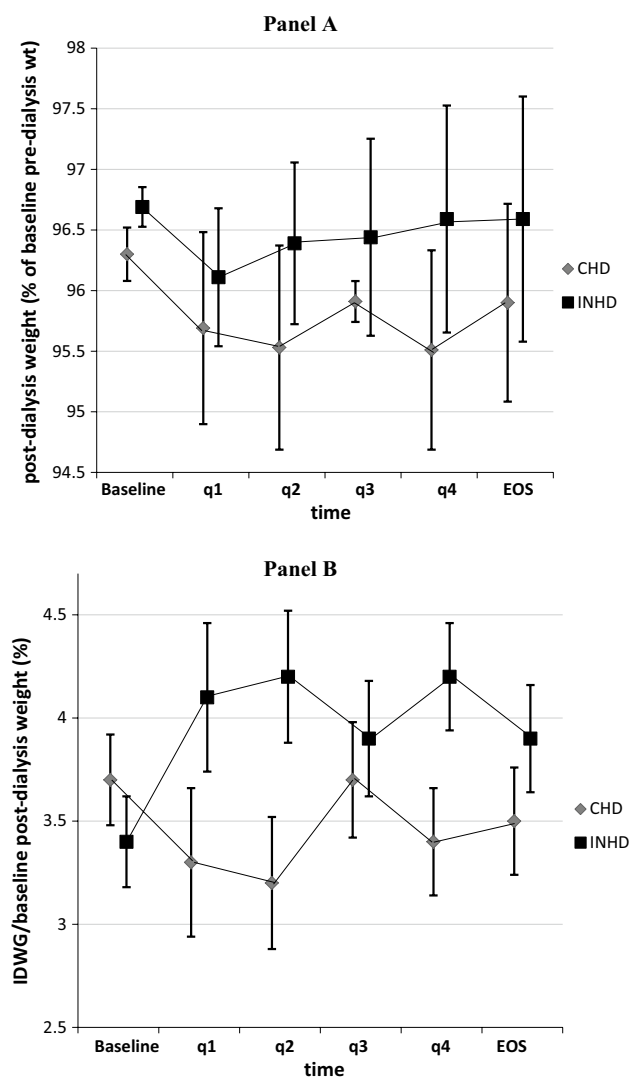 Panel A
post-dialysis weight (% of baseline pre-dialysis wt)
98
97.5
97
96.5
96
95.5
95
94.5
Baseline q1 q2 q3 q4 EOS
time
CHD
INHD
Panel B
IDWG/baseline post-dialysis weight (%)
4.5
4
3.5
3
2.5
Baseline q1 q2 q3 q4 EOS
time
CHD
INHD